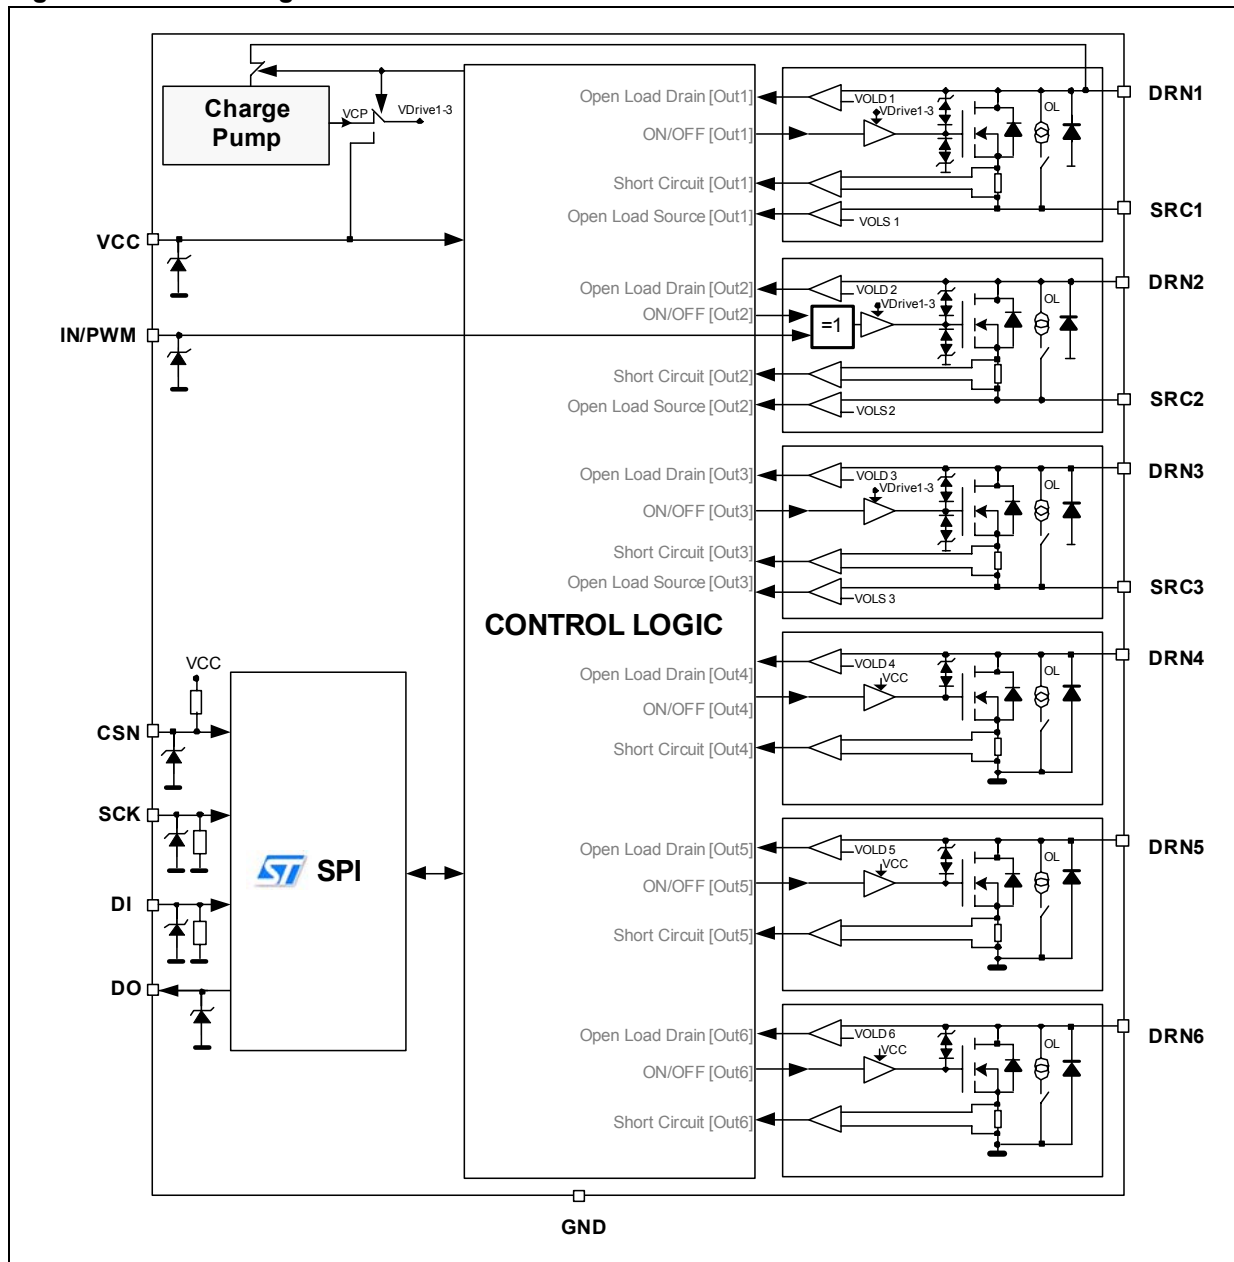 Charge
Pump
VCP
VDrive1-3
VCC
IN/PWM
VCC
CSN
SCK
DI
DO
ST SPI
CONTROL LOGIC
Open Load Drain [Out1]
ON/OFF [Out1]
Short Circuit [Out1]
Open Load Source [Out1]
VOLD 1
VDrive1-3
OL
VOLS 1
DRN1
SRC1
Open Load Drain [Out2]
ON/OFF [Out2]
Short Circuit [Out2]
Open Load Source [Out2]
VOLD 2
VDrive1-3
=1
OL
VOLS 2
DRN2
SRC2
Open Load Drain [Out3]
ON/OFF [Out3]
Short Circuit [Out3]
Open Load Source [Out3]
VOLD 3
VDrive1-3
OL
VOLS 3
DRN3
SRC3
Open Load Drain [Out4]
ON/OFF [Out4]
Short Circuit [Out4]
VOLD 4
VCC
OL
DRN4
Open Load Drain [Out5]
ON/OFF [Out5]
Short Circuit [Out5]
VOLD 5
VCC
OL
DRN5
Open Load Drain [Out6]
ON/OFF [Out6]
Short Circuit [Out6]
VOLD 6
VCC
OL
DRN6
GND